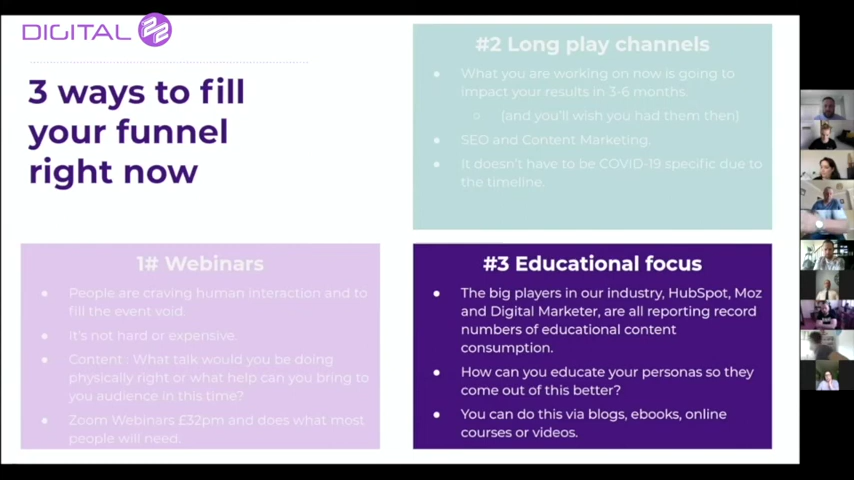 DIGITAL 22
3 ways to fill
your funnel
right now
#2 Long play channels
What you are working on now is going to
impact your results in 3-6 months.
(and you'll wish you had them then)
SEO and Content Marketing.
It doesn't have to be COVID-19 specific due to
the timeline.
1# Webinars
People are craving human interaction and to
fill the event void.
It's not hard or expensive.
Content : What talk would you be doing
physically right or what help can you bring to
you audience in this time?
Zoom Webinars £32pm and does what most
people will need.
#3 Educational focus
The big players in our industry, HubSpot, Moz
and Digital Marketer, are all reporting record
numbers of educational content
consumption.
How can you educate your personas so they
come out of this better?
You can do this via blogs, ebooks, online
courses or videos.